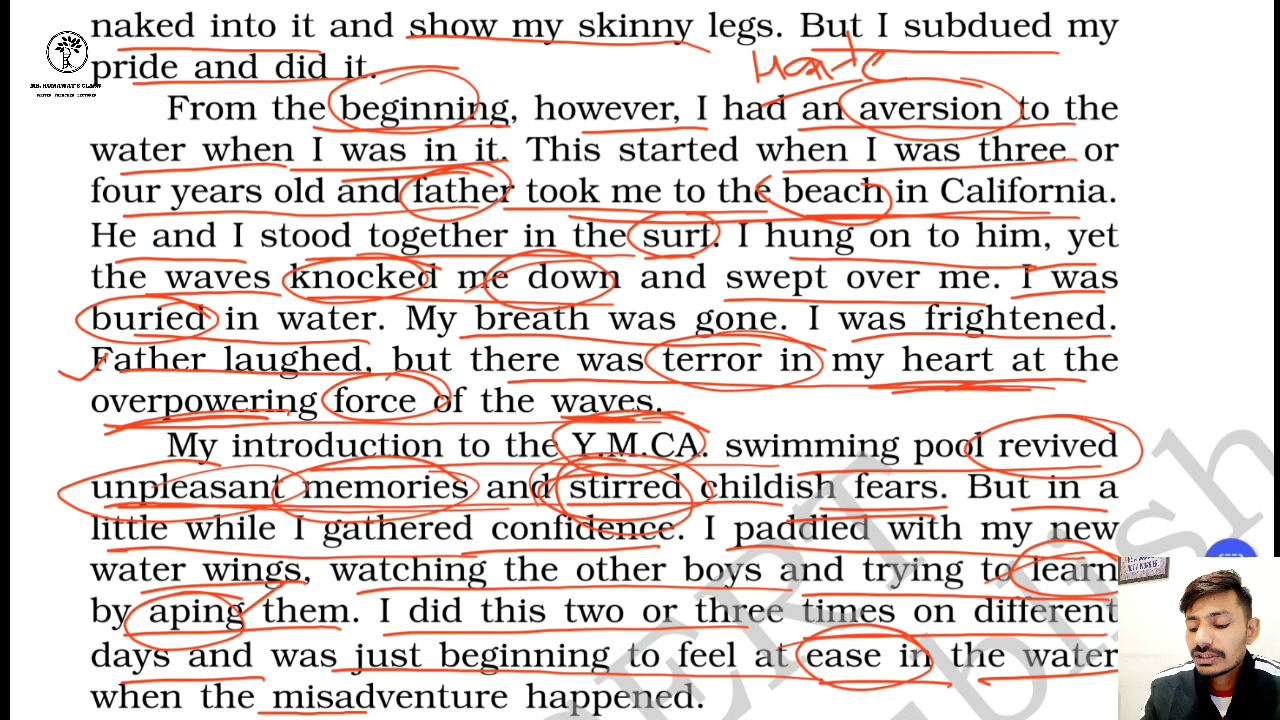 naked into it and show my skinny legs. But I subdued my
pride and did it.
From the beginning, however, I had an aversion to the
water when I was in it. This started when I was three or
four years old and father took me to the beach in California.
He and I stood together in the surf. I hung on to him, yet
the waves knocked me down and swept over me. I was
buried in water. My breath was gone. I was frightened.
Father laughed, but there was terror in my heart at the
overpowering force of the waves.
My introduction to the Y.M.CA. swimming pool revived
unpleasant memories and stirred childish fears. But in a
little while I gathered confidence. I paddled with my new
water wings, watching the other boys and trying to learn
by aping them. I did this two or three times on different
days and was just beginning to feel at ease in the water
when the misadventure happened.